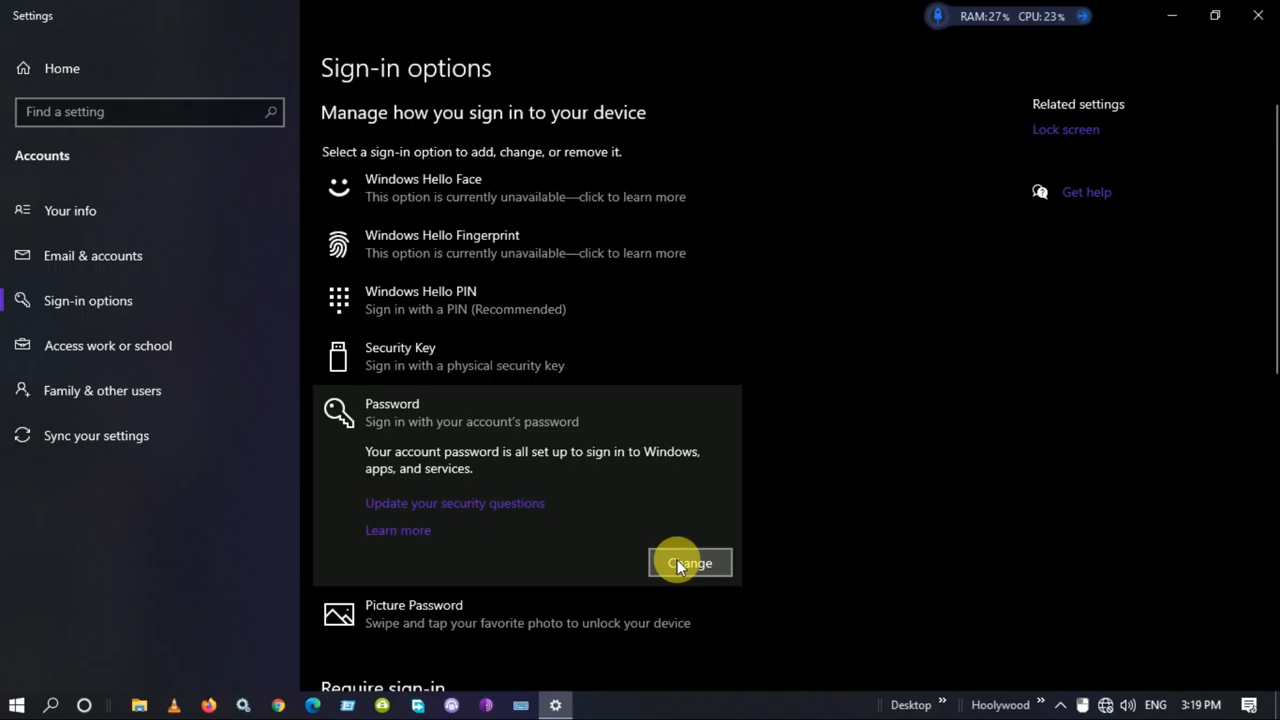 Settings
RAM:27% CPU:23%
Home
Find a setting
Accounts
Your info
Email & accounts
Sign-in options
Access work or school
Family & other users
Sync your settings
Sign-in options
Manage how you sign in to your device
Select a sign-in option to add, change, or remove it.
Windows Hello Face
This option is currently unavailable—click to learn more
Windows Hello Fingerprint
This option is currently unavailable—click to learn more
Windows Hello PIN
Sign in with a PIN (Recommended)
Security Key
Sign in with a physical security key
Password
Sign in with your account's password
Your account password is all set up to sign in to Windows,
apps, and services.
Update your security questions
Learn more
Change
Picture Password
Swipe and tap your favorite photo to unlock your device
Require sign-in
Related settings
Lock screen
Get help
Desktop
Hoolywood
ENG
3:19 PM